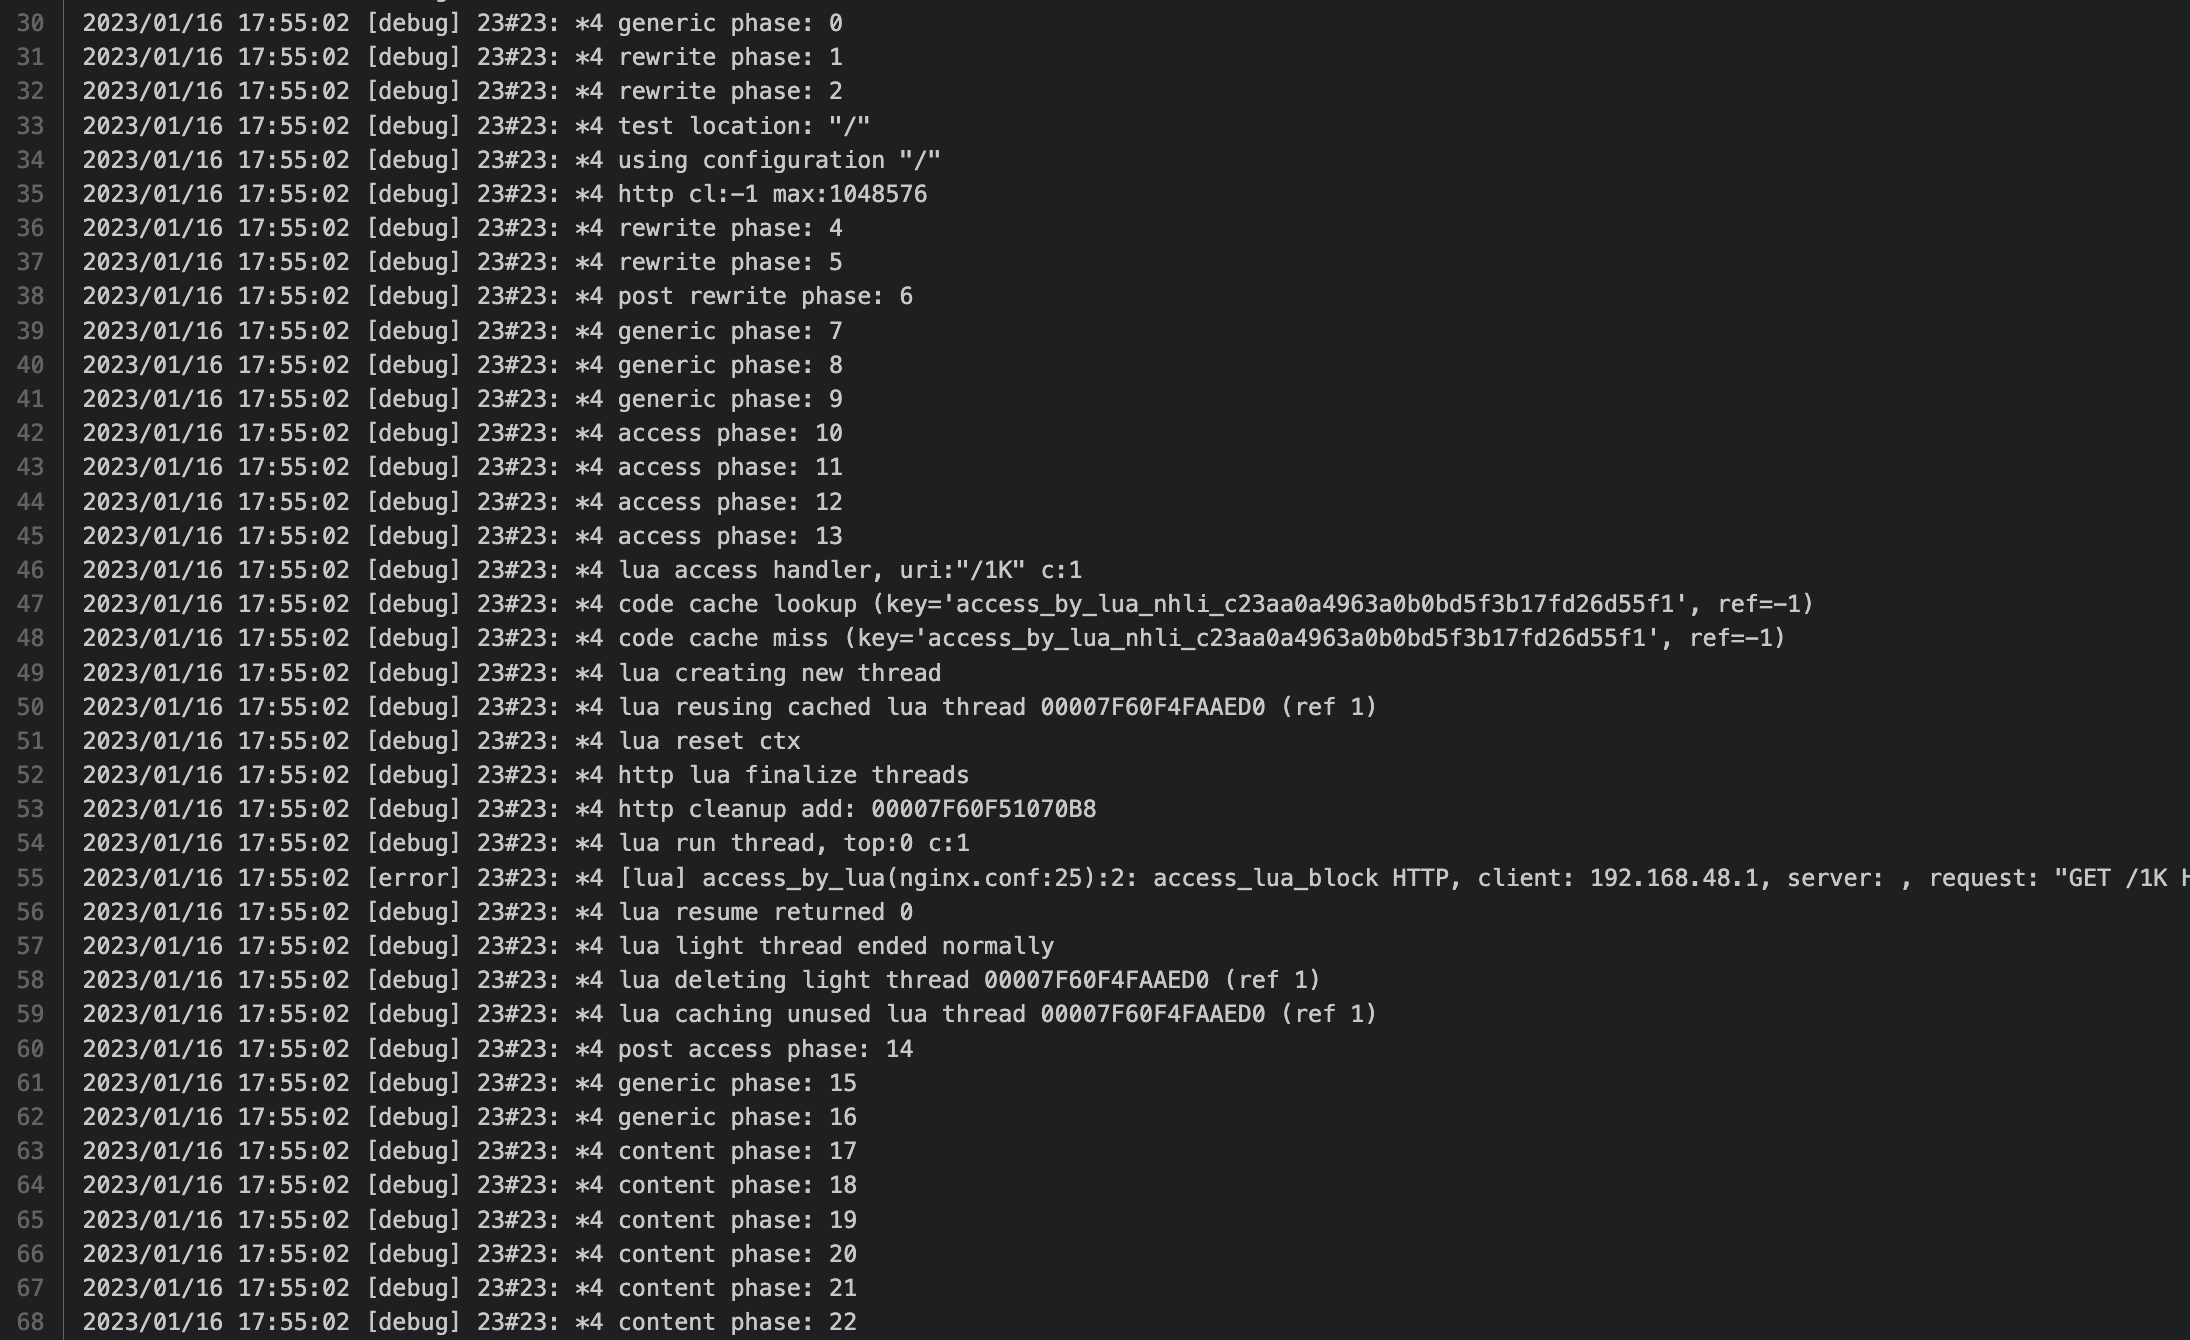 30 2023/01/16 17:55:02 [debug] 23#23: *4 generic phase: 0
31 2023/01/16 17:55:02 [debug] 23#23: *4 rewrite phase: 1
32 2023/01/16 17:55:02 [debug] 23#23: *4 rewrite phase: 2
33 2023/01/16 17:55:02 [debug] 23#23: *4 test location: "/"
34 2023/01/16 17:55:02 [debug] 23#23: *4 using configuration "/"
35 2023/01/16 17:55:02 [debug] 23#23: *4 http cl:-1 max:1048576
36 2023/01/16 17:55:02 [debug] 23#23: *4 rewrite phase: 4
37 2023/01/16 17:55:02 [debug] 23#23: *4 rewrite phase: 5
38 2023/01/16 17:55:02 [debug] 23#23: *4 post rewrite phase: 6
39 2023/01/16 17:55:02 [debug] 23#23: *4 generic phase: 7
40 2023/01/16 17:55:02 [debug] 23#23: *4 generic phase: 8
41 2023/01/16 17:55:02 [debug] 23#23: *4 generic phase: 9
42 2023/01/16 17:55:02 [debug] 23#23: *4 access phase: 10
43 2023/01/16 17:55:02 [debug] 23#23: *4 access phase: 11
44 2023/01/16 17:55:02 [debug] 23#23: *4 access phase: 12
45 2023/01/16 17:55:02 [debug] 23#23: *4 access phase: 13
46 2023/01/16 17:55:02 [debug] 23#23: *4 lua access handler, uri:"/1K" c:1
47 2023/01/16 17:55:02 [debug] 23#23: *4 code cache lookup (key='access_by_lua_nhli_c23aa0a4963a0b0bd5f3b17fd26d55f1', ref=-1)
48 2023/01/16 17:55:02 [debug] 23#23: *4 code cache miss (key='access_by_lua_nhli_c23aa0a4963a0b0bd5f3b17fd26d55f1', ref=-1)
49 2023/01/16 17:55:02 [debug] 23#23: *4 lua creating new thread
50 2023/01/16 17:55:02 [debug] 23#23: *4 lua reusing cached lua thread 00007F60F4FAAED0 (ref 1)
51 2023/01/16 17:55:02 [debug] 23#23: *4 lua reset ctx
52 2023/01/16 17:55:02 [debug] 23#23: *4 http lua finalize threads
53 2023/01/16 17:55:02 [debug] 23#23: *4 http cleanup add: 00007F60F51070B8
54 2023/01/16 17:55:02 [debug] 23#23: *4 lua run thread, top:0 c:1
55 2023/01/16 17:55:02 [error] 23#23: *4 [lua] access_by_lua(nginx.conf:25):2: access_lua_block HTTP, client: 192.168.48.1, server: , request: "GET /1K H
56 2023/01/16 17:55:02 [debug] 23#23: *4 lua resume returned 0
57 2023/01/16 17:55:02 [debug] 23#23: *4 lua light thread ended normally
58 2023/01/16 17:55:02 [debug] 23#23: *4 lua deleting light thread 00007F60F4FAAED0 (ref 1)
59 2023/01/16 17:55:02 [debug] 23#23: *4 lua caching unused lua thread 00007F60F4FAAED0 (ref 1)
60 2023/01/16 17:55:02 [debug] 23#23: *4 post access phase: 14
61 2023/01/16 17:55:02 [debug] 23#23: *4 generic phase: 15
62 2023/01/16 17:55:02 [debug] 23#23: *4 generic phase: 16
63 2023/01/16 17:55:02 [debug] 23#23: *4 content phase: 17
64 2023/01/16 17:55:02 [debug] 23#23: *4 content phase: 18
65 2023/01/16 17:55:02 [debug] 23#23: *4 content phase: 19
66 2023/01/16 17:55:02 [debug] 23#23: *4 content phase: 20
67 2023/01/16 17:55:02 [debug] 23#23: *4 content phase: 21
68 2023/01/16 17:55:02 [debug] 23#23: *4 content phase: 22